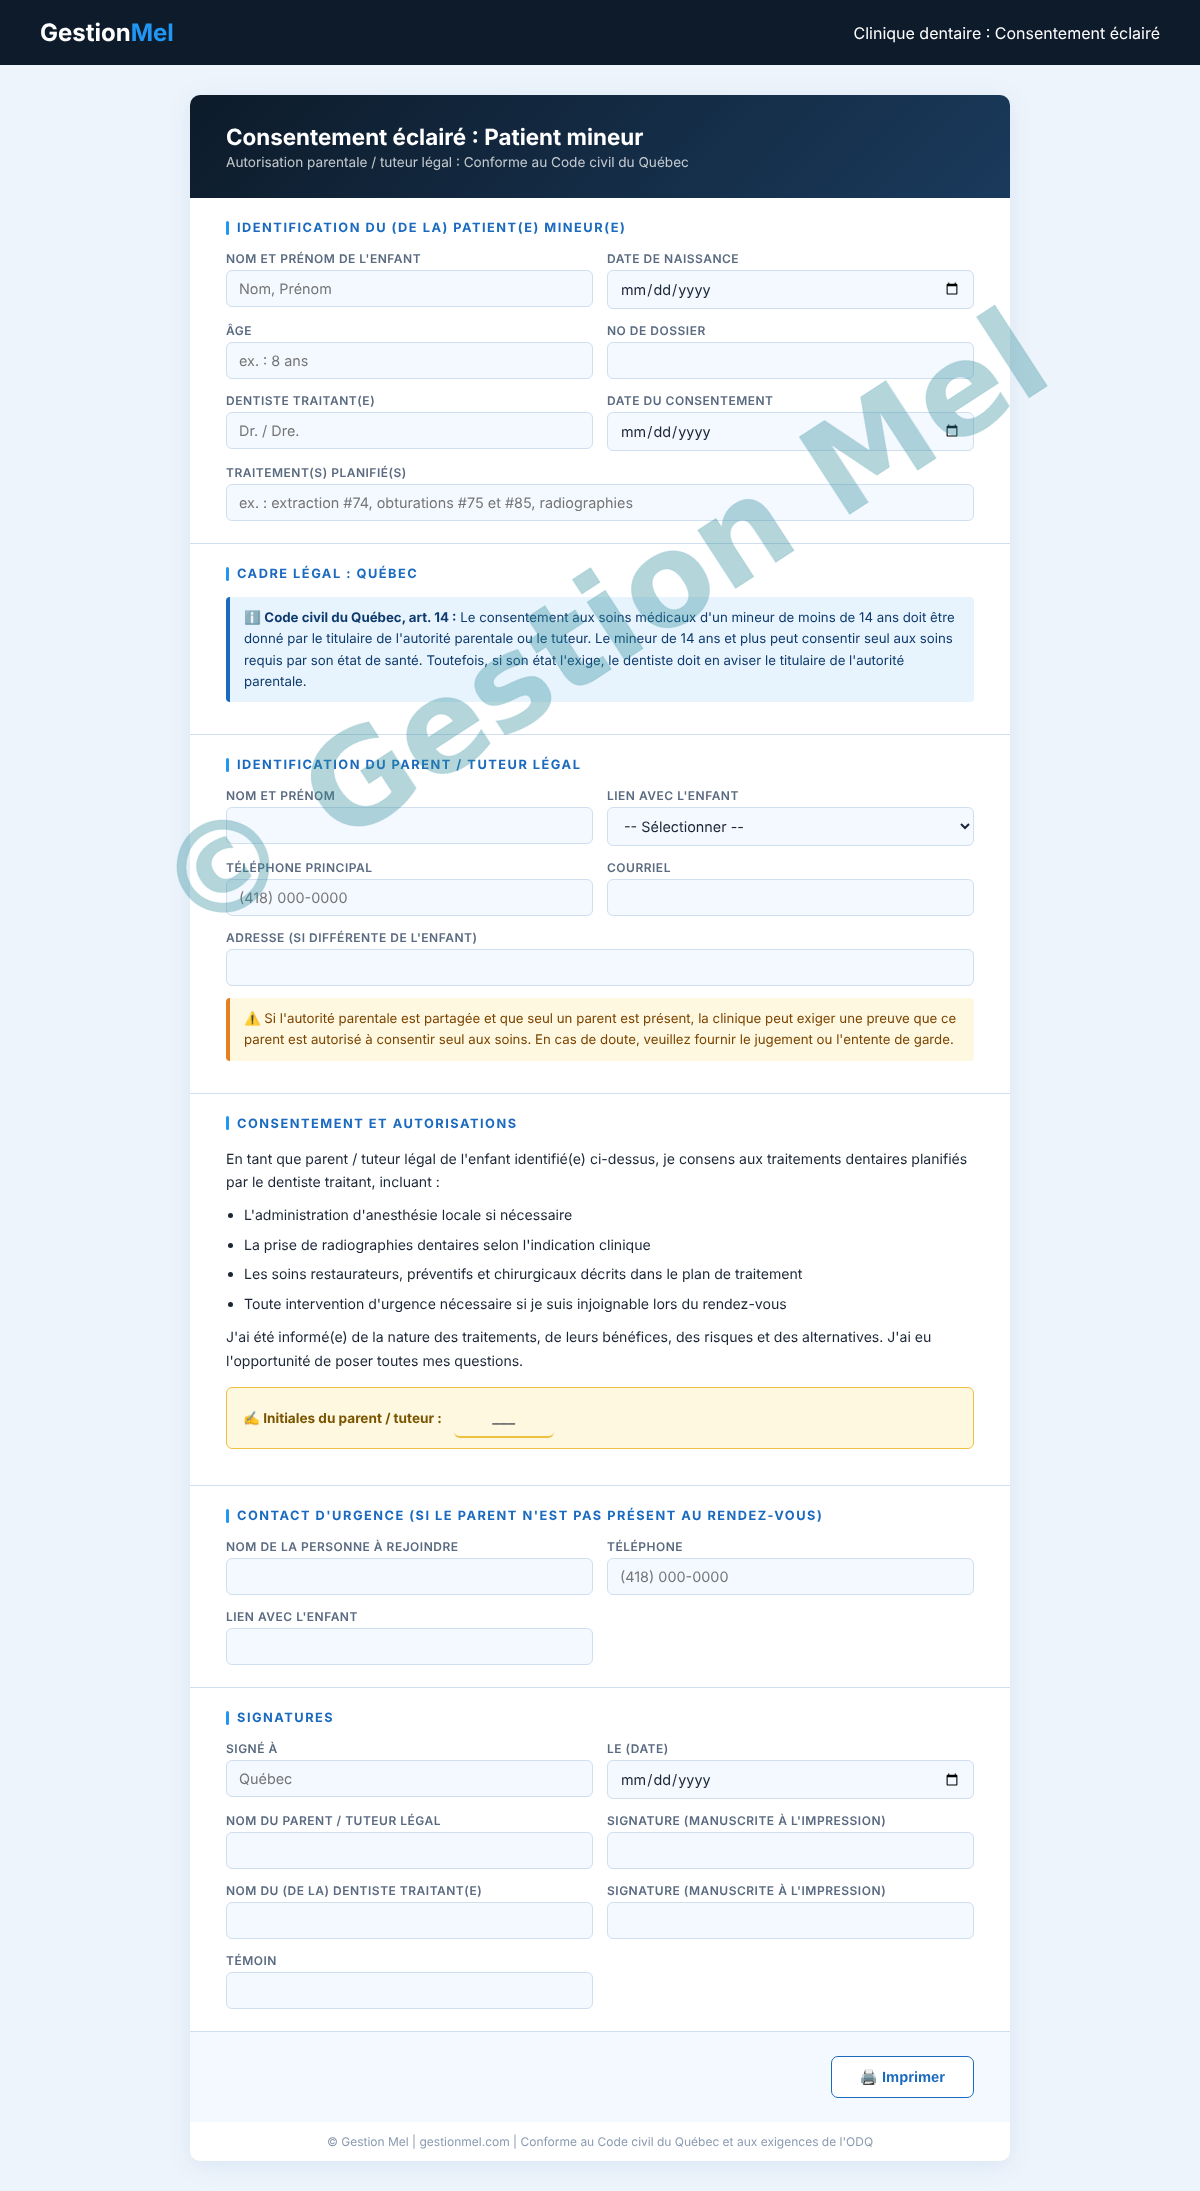 GestionMel
Clinique dentaire : Consentement éclairé
Consentement éclairé : Patient mineur
Autorisation parentale / tuteur légal : Conforme au Code civil du Québec
IDENTIFICATION DU (DE LA) PATIENT(E) MINEUR(E)
NOM ET PRÉNOM DE L'ENFANT
DATE DE NAISSANCE
Nom, Prénom
mm/dd/yyyy
ÂGE
NO DE DOSSIER
ex. : 8 ans
DENTISTE TRAITANT(E)
DATE DU CONSENTEMENT
Dr. / Dre.
mm/dd/yyyy
TRAITEMENT(S) PLANIFIÉ(S)
ex. : extraction #74, obturations #75 et #85, radiographies
CADRE LÉGAL : QUÉBEC
ℹ️ Code civil du Québec, art. 14 : Le consentement aux soins médicaux d'un mineur de moins de 14 ans doit être
donné par le titulaire de l'autorité parentale ou le tuteur. Le mineur de 14 ans et plus peut consentir seul aux soins
requis par son état de santé. Toutefois, si son état l'exige, le dentiste doit en aviser le titulaire de l'autorité
parentale.
IDENTIFICATION DU PARENT / TUTEUR LÉGAL
NOM ET PRÉNOM
LIEN AVEC L'ENFANT
-- Sélectionner --
TÉLÉPHONE PRINCIPAL
COURRIEL
(418) 000-0000
ADRESSE (SI DIFFÉRENTE DE L'ENFANT)
⚠️ Si l'autorité parentale est partagée et que seul un parent est présent, la clinique peut exiger une preuve que ce
parent est autorisé à consentir seul aux soins. En cas de doute, veuillez fournir le jugement ou l'entente de garde.
CONSENTEMENT ET AUTORISATIONS
En tant que parent / tuteur légal de l'enfant identifié(e) ci-dessus, je consens aux traitements dentaires planifiés
par le dentiste traitant, incluant :
• L'administration d'anesthésie locale si nécessaire
• La prise de radiographies dentaires selon l'indication clinique
• Les soins restaurateurs, préventifs et chirurgicaux décrits dans le plan de traitement
• Toute intervention d'urgence nécessaire si je suis injoignable lors du rendez-vous
J'ai été informé(e) de la nature des traitements, de leurs bénéfices, des risques et des alternatives. J'ai eu
l'opportunité de poser toutes mes questions.
✍️ Initiales du parent / tuteur : ___
CONTACT D'URGENCE (SI LE PARENT N'EST PAS PRÉSENT AU RENDEZ-VOUS)
NOM DE LA PERSONNE À REJOINDRE
TÉLÉPHONE
(418) 000-0000
LIEN AVEC L'ENFANT
SIGNATURES
SIGNÉ À
LE (DATE)
Québec
mm/dd/yyyy
NOM DU PARENT / TUTEUR LÉGAL
SIGNATURE (MANUSCRITE À L'IMPRESSION)
NOM DU (DE LA) DENTISTE TRAITANT(E)
SIGNATURE (MANUSCRITE À L'IMPRESSION)
TÉMOIN
🖨️ Imprimer
© Gestion Mel | gestionmel.com | Conforme au Code civil du Québec et aux exigences de l'ODQ
© Gestion Mel